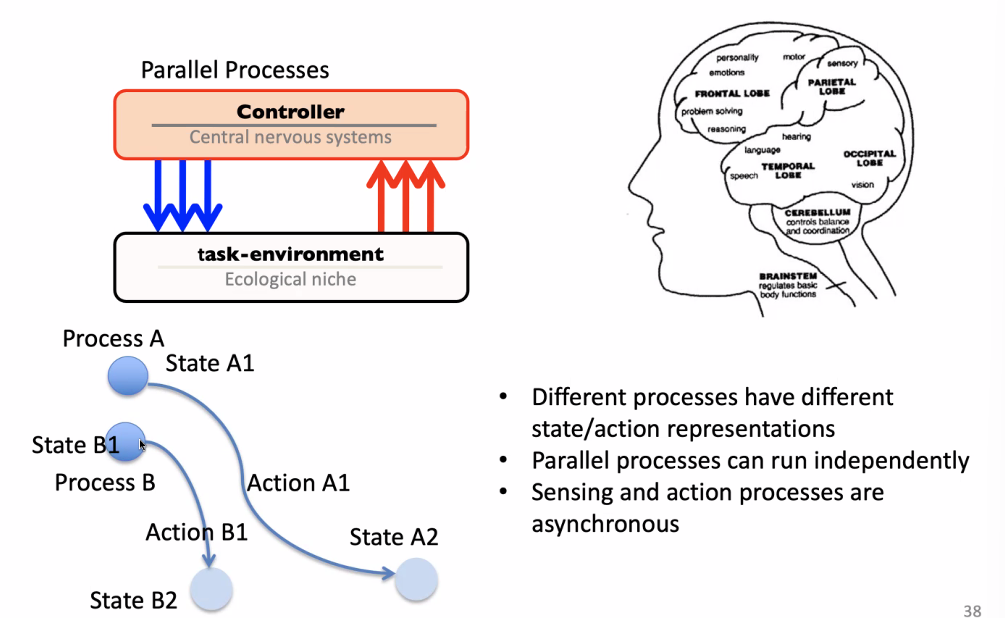 Parallel Processes
Controller
Central nervous systems
task-environment
Ecological niche
personality
motor
sensory
emotions
FRONTAL LOBE
PARIETAL
LOBE
problem solving
reasoning
hearing
language
OCCIPITAL
LOBE
TEMPORAL
LOBE
speech
vision
CEREBELLUM
controls balance
and coordination
BRAINSTEM
regulates basic
body functions
Process A
State A1
State B1
Process B
Action A1
Action B1
State A2
State B2
• Different processes have different
state/action representations
• Parallel processes can run independently
• Sensing and action processes are
asynchronous
38